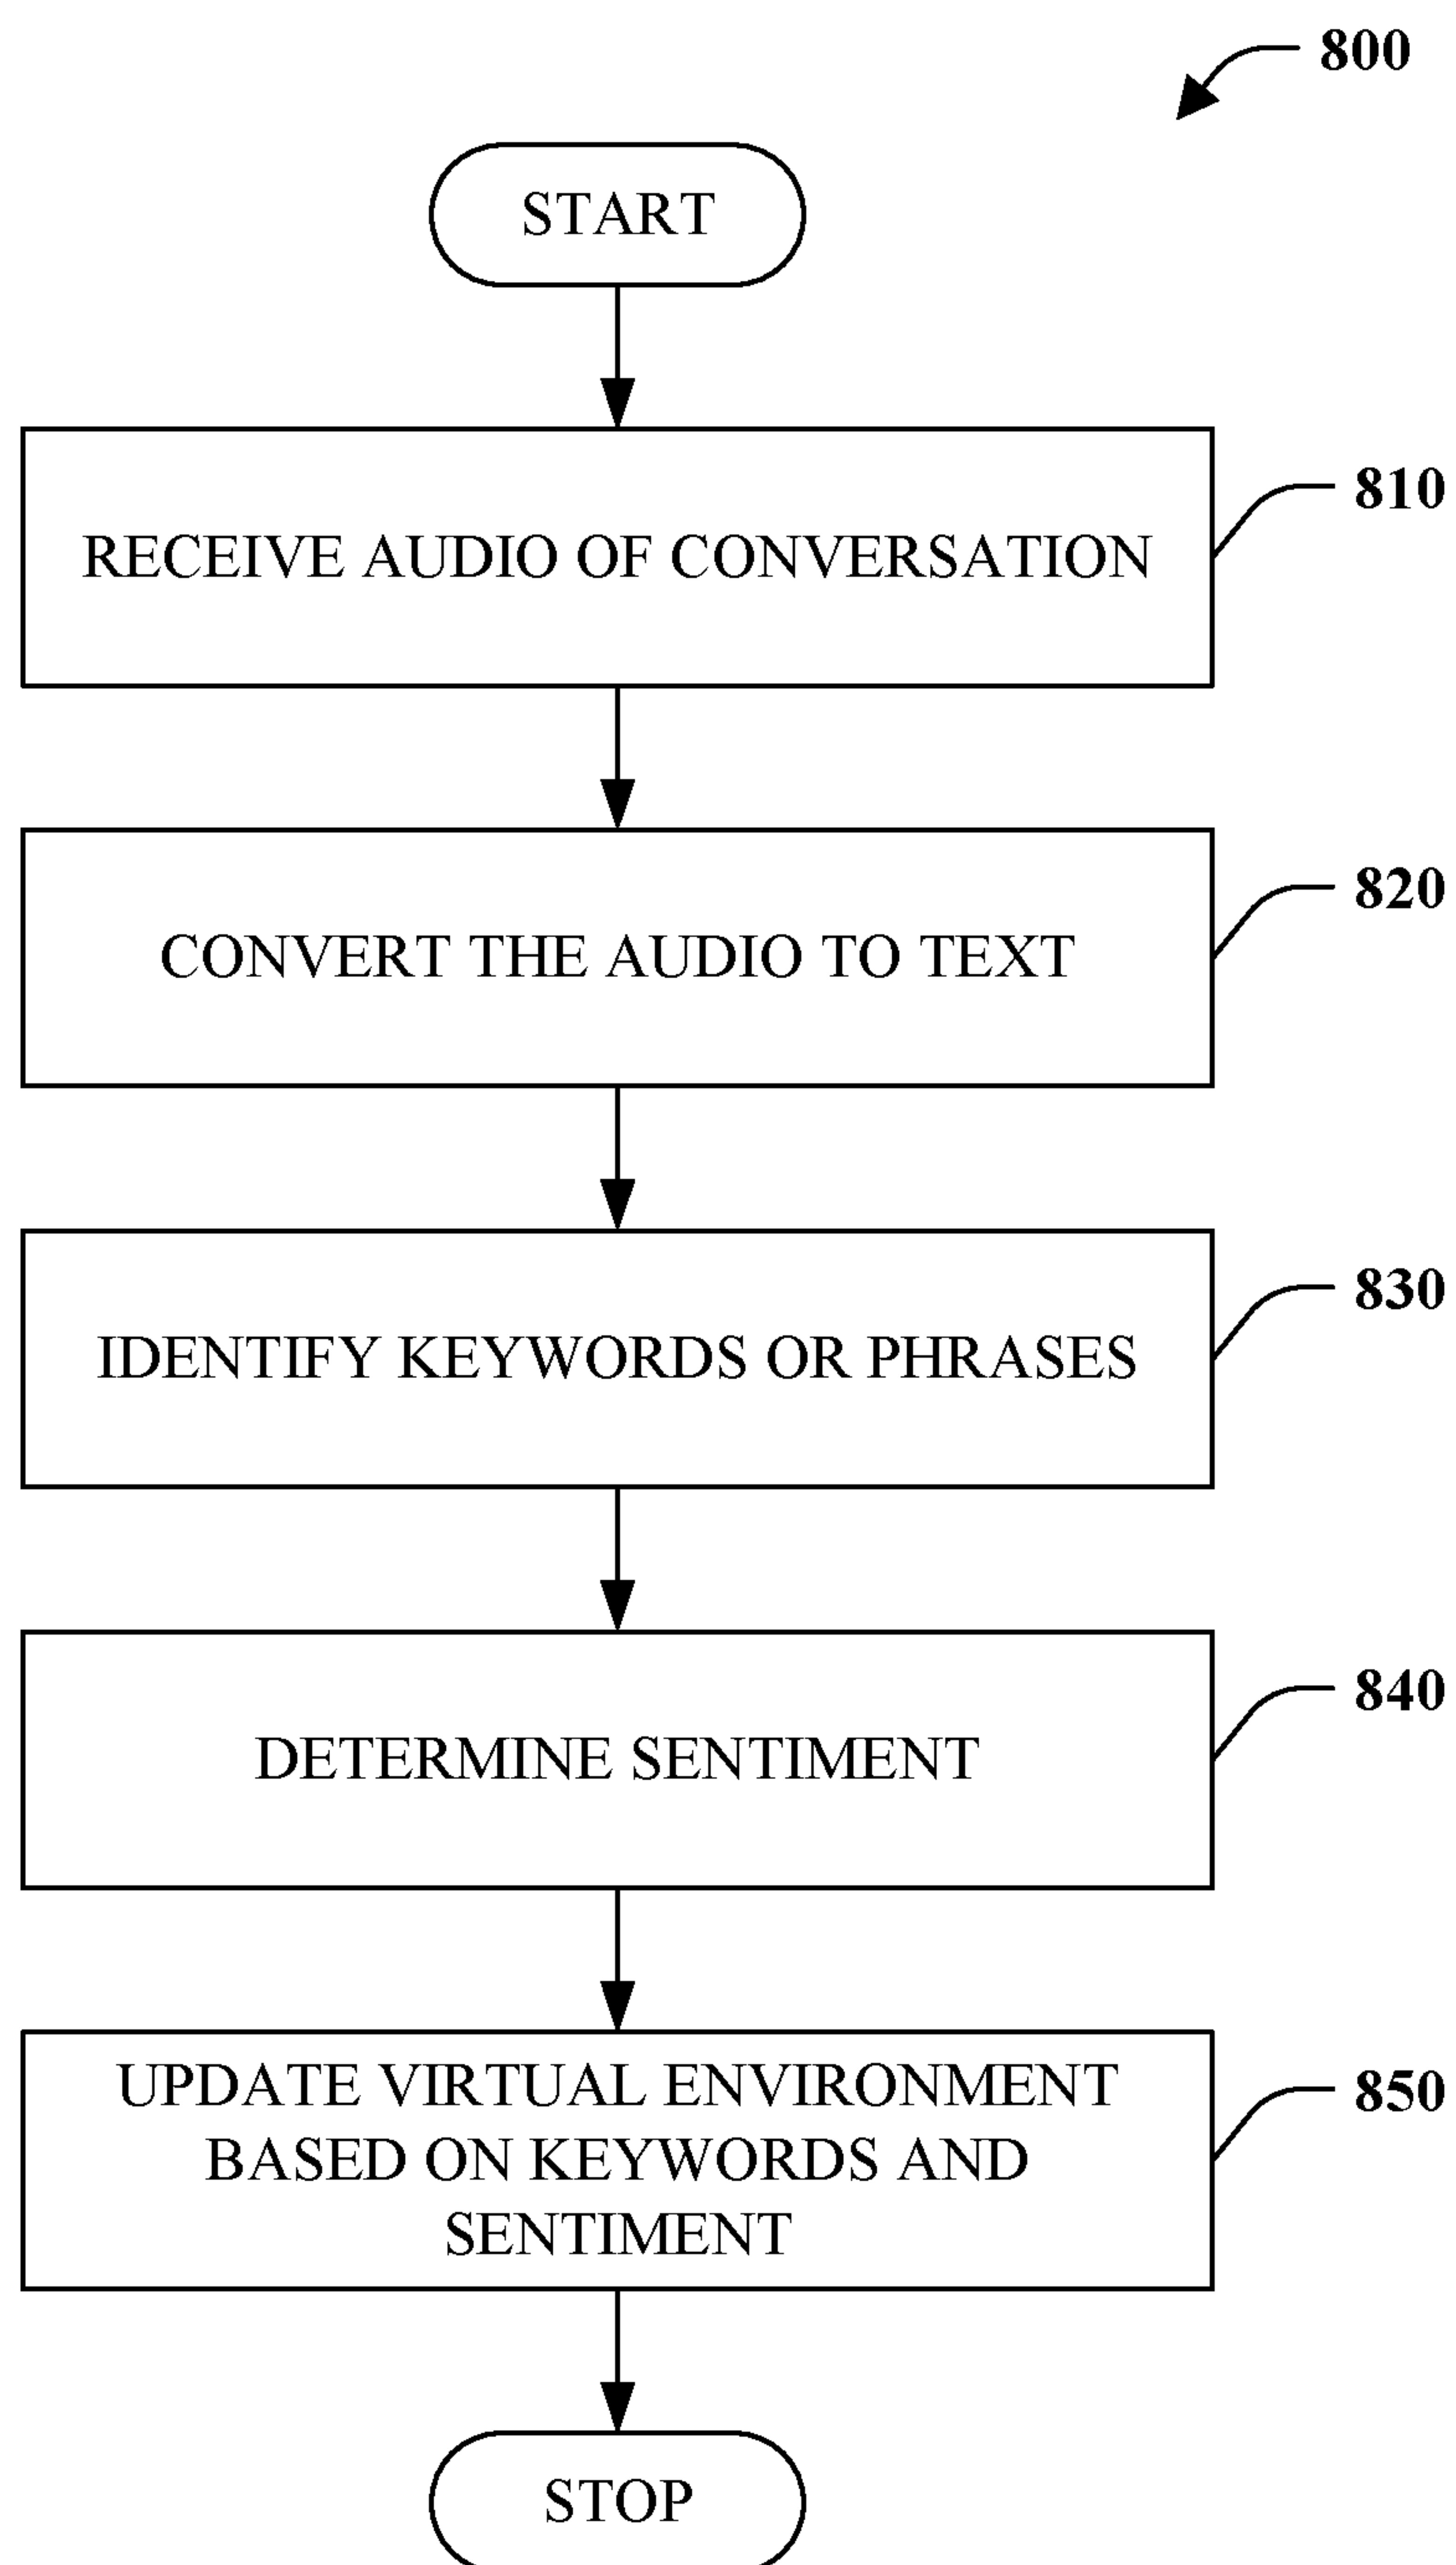 800
START
RECEIVE AUDIO OF CONVERSATION
810
CONVERT THE AUDIO TO TEXT
820
IDENTIFY KEYWORDS OR PHRASES
830
DETERMINE SENTIMENT
840
UPDATE VIRTUAL ENVIRONMENT
BASED ON KEYWORDS AND
SENTIMENT
850
STOP